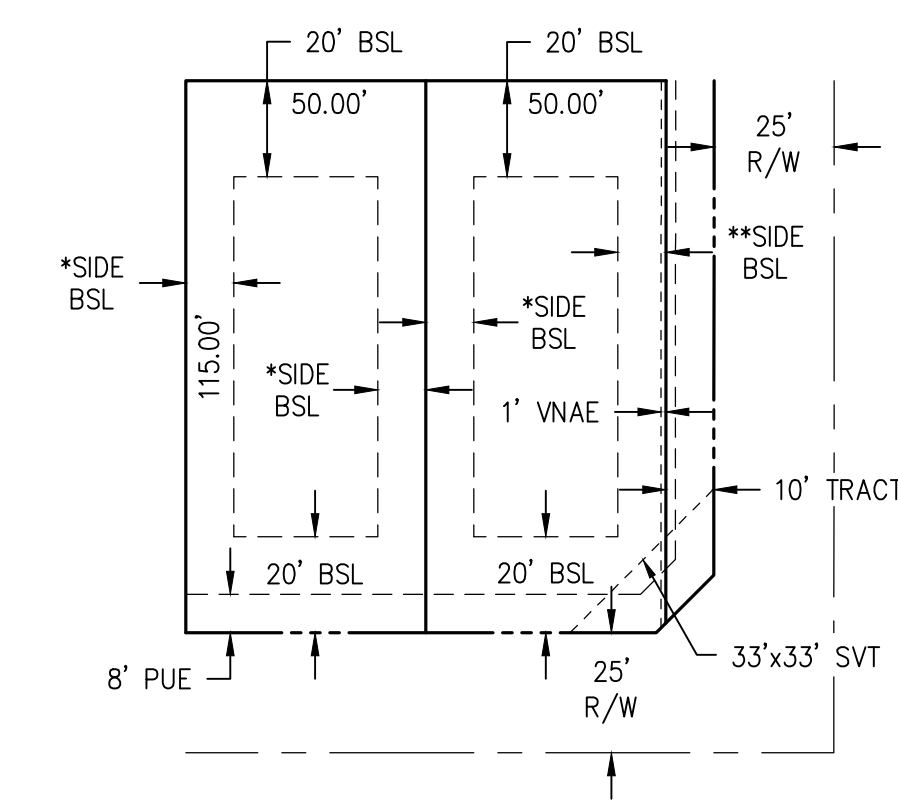 20' BSL
20' BSL
50.00'
50.00'
25'
R/W
**SIDE
BSL
*SIDE
BSL
*SIDE
BSL
115.00'
*SIDE
BSL
1' VNAE
10' TRACT
20' BSL
20' BSL
33'x33' SVT
8' PUE
25'
R/W